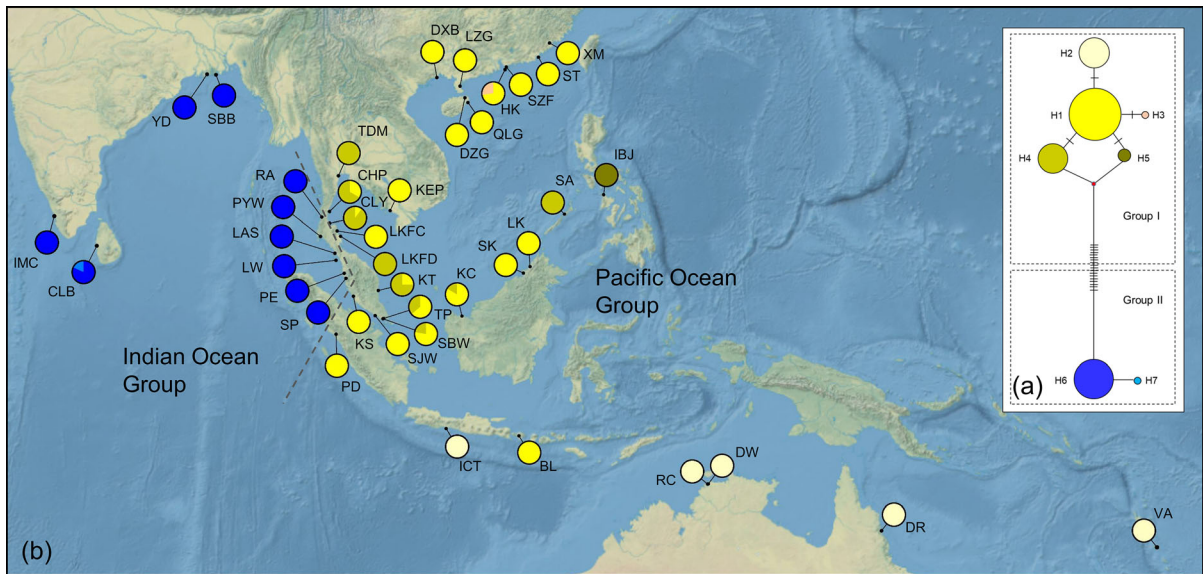 DXB
LZG
XM
ST
SZF
HK
QLG
DZG
YD
SBB
TDM
CHP
CLY
KEP
LKFC
LKFD
RA
PYW
LAS
LW
PE
SP
IMC
CLB
IBJ
SA
LK
SK
KC
KT
TP
SBW
SJW
KS
PD
Pacific Ocean
Group
Indian Ocean
Group
ICT
BL
RC
DW
DR
VA
(b)
H2
H1
H3
H4
H5
Group I
Group II
H6
H7
(a)